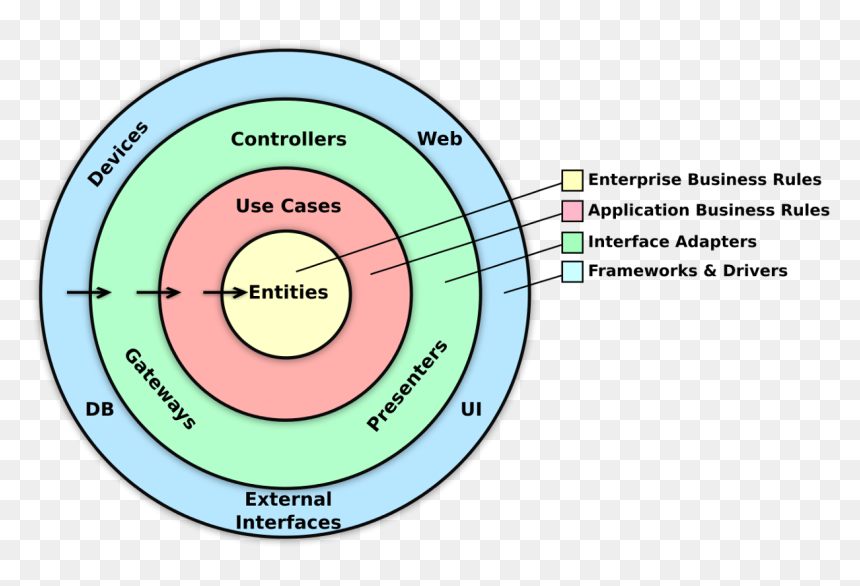 Devices
Controllers
Web
Use Cases
Entities
Gateways
Presenters
DB
UI
External
Interfaces
Enterprise Business Rules
Application Business Rules
Interface Adapters
Frameworks & Drivers